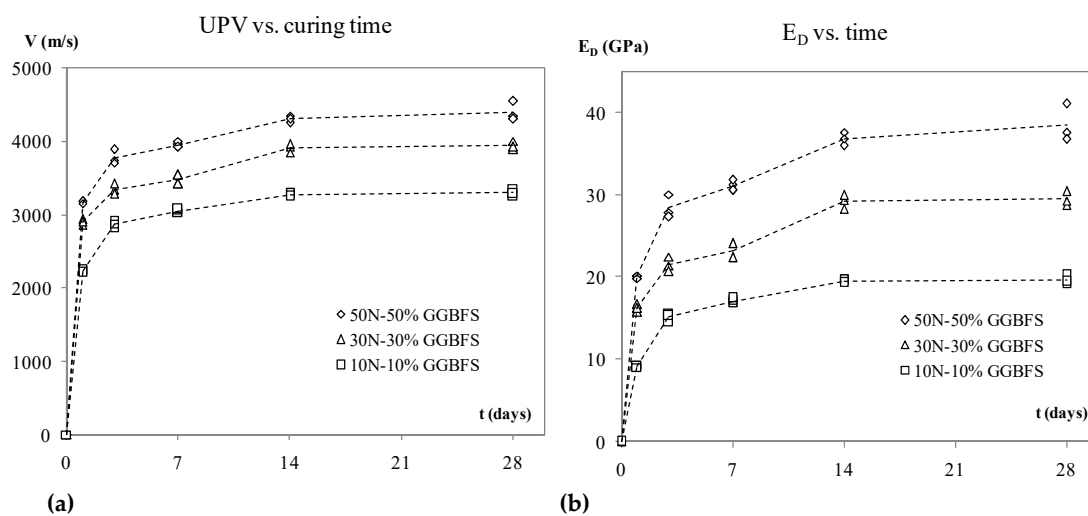 UPV vs. curing time
V (m/s)
5000
4000
3000
2000
1000
0
0 7 14 21 28
50N-50% GGBFS
30N-30% GGBFS
10N-10% GGBFS
t (days)
(a)
E_D vs. time
E_D (GPa)
40
30
20
10
0
0 7 14 21 28
50N-50% GGBFS
30N-30% GGBFS
10N-10% GGBFS
t (days)
(b)